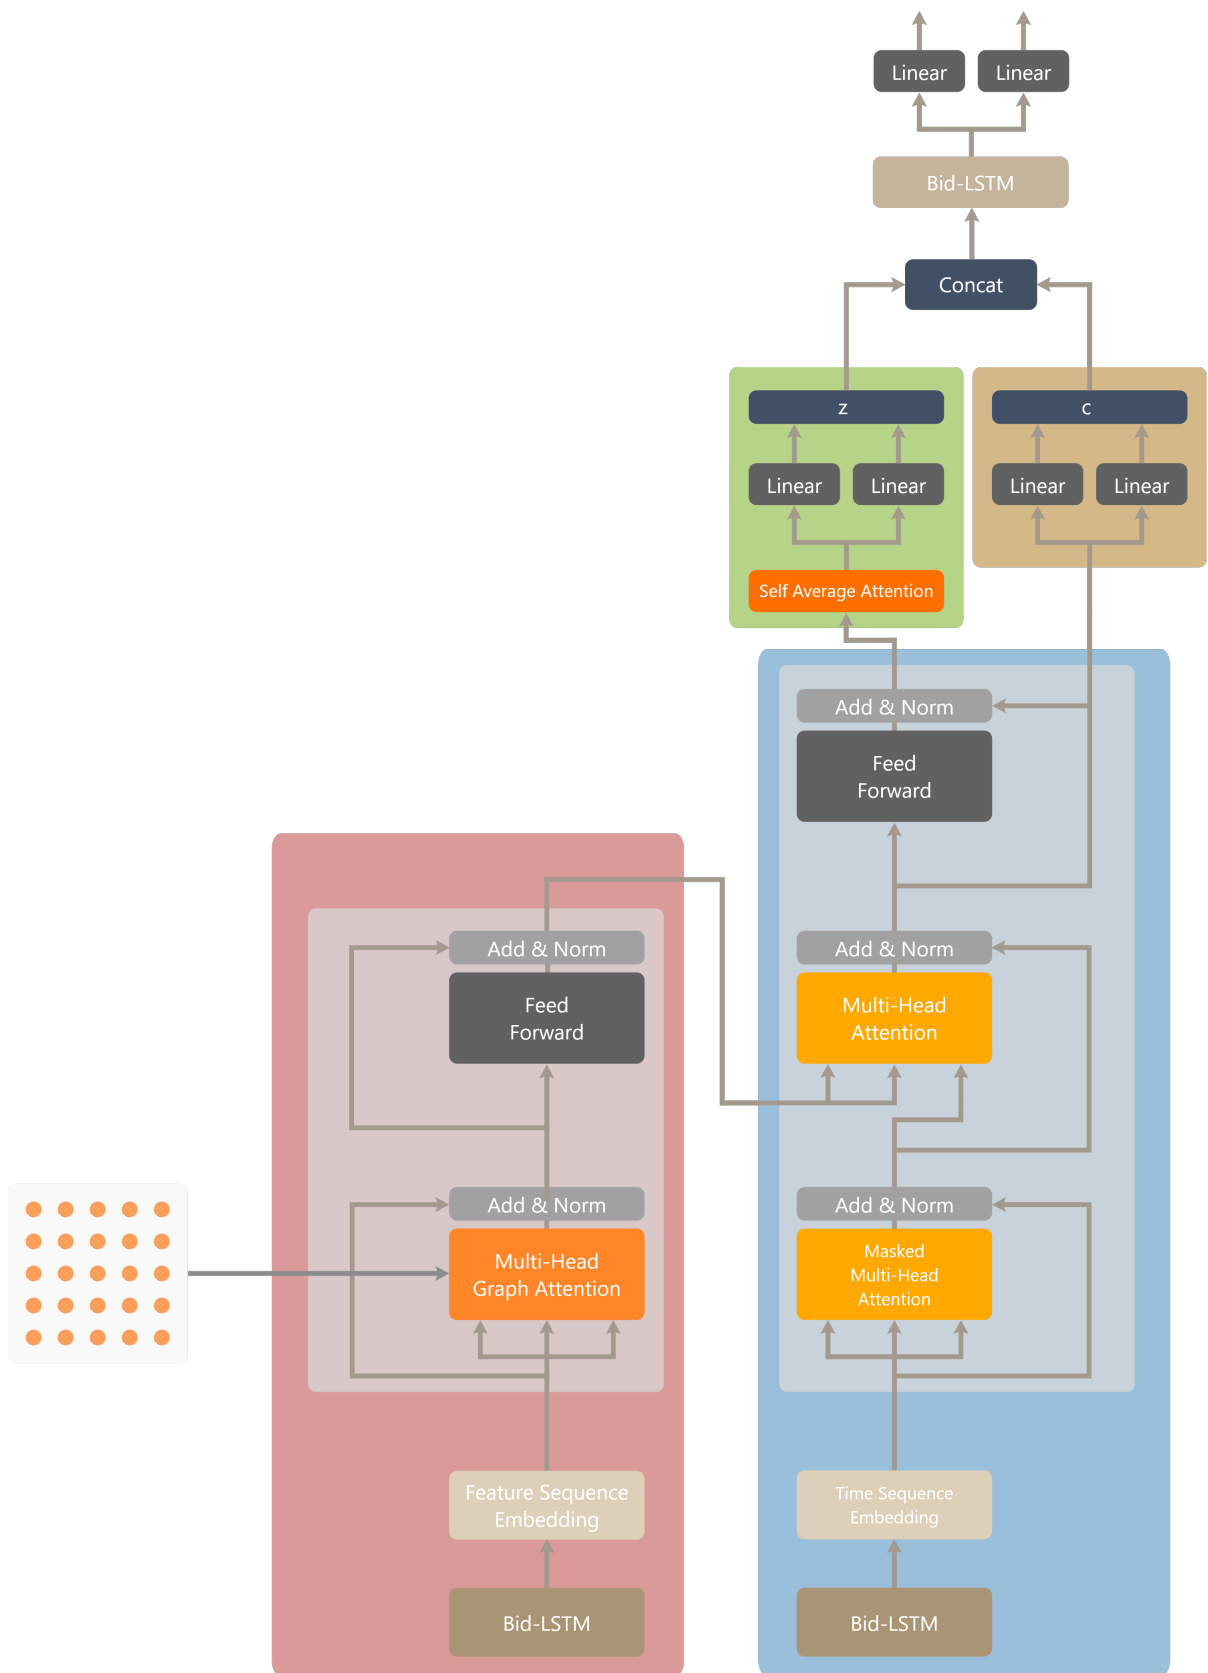 Linear
Linear
Bid-LSTM
Concat
z
c
Linear
Linear
Linear
Linear
Self Average Attention
Add & Norm
Feed
Forward
Add & Norm
Feed
Forward
Add & Norm
Multi-Head
Attention
Add & Norm
Multi-Head
Graph Attention
Add & Norm
Masked
Multi-Head
Attention
Feature Sequence
Embedding
Time Sequence
Embedding
Bid-LSTM
Bid-LSTM